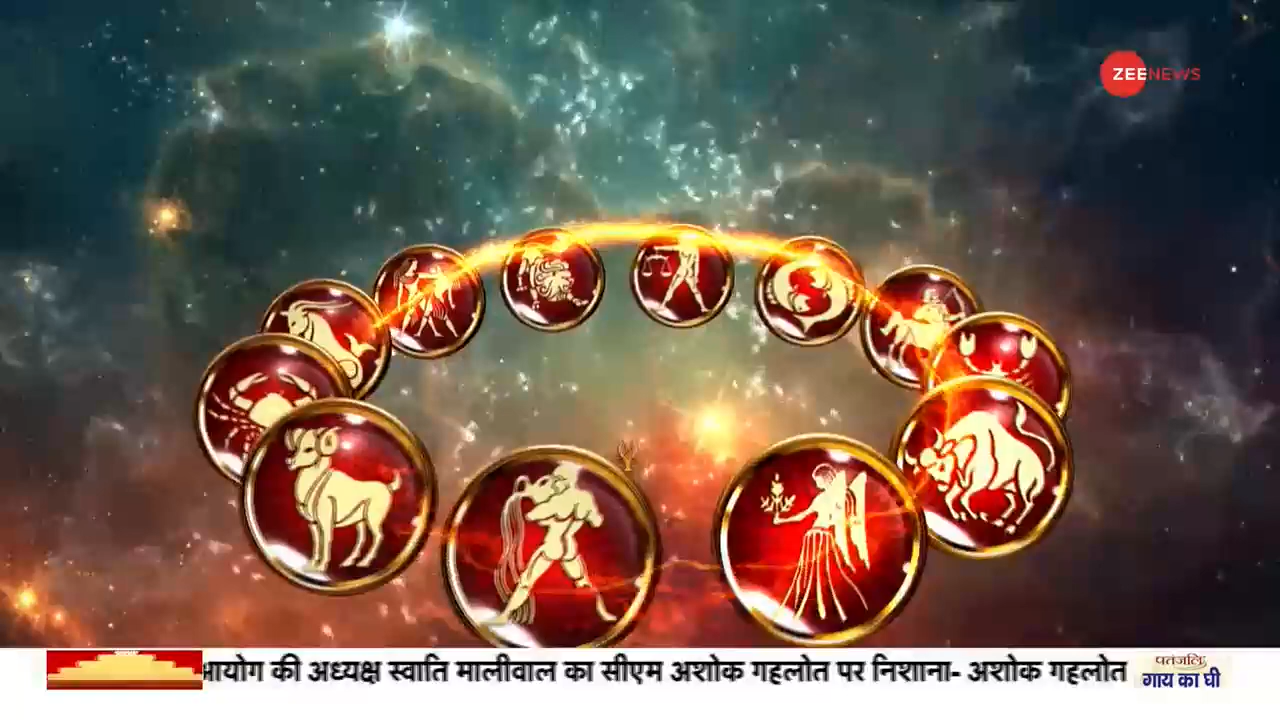 ZEENEWS
आयोग की अध्यक्ष स्वाति मालीवाल का सीएम अशोक गहलोत पर निशाना- अशोक गहलोत
पतंजलि
गाय का घी